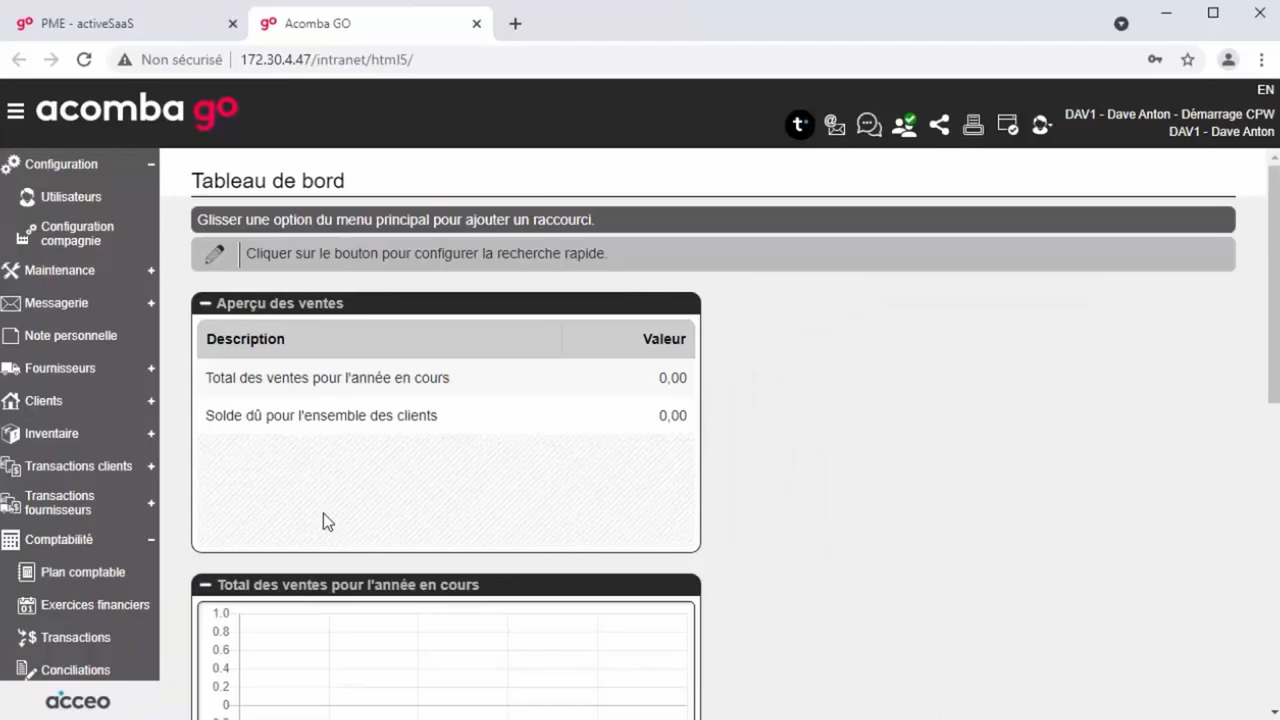 PME - activeSaaS
Acomba GO
Non sécurisé
172.30.4.47/intranet/html5/
acomba go
EN
DAV1 - Dave Anton - Démarrage CPW
DAV1 - Dave Anton
Configuration
Utilisateurs
Configuration
compagnie
Maintenance
Messagerie
Note personnelle
Fournisseurs
Clients
Inventaire
Transactions clients
Transactions
fournisseurs
Comptabilité
Plan comptable
Exercices financiers
Transactions
Conciliations
acceo
Tableau de bord
Glisser une option du menu principal pour ajouter un raccourci.
Cliquer sur le bouton pour configurer la recherche rapide.
Aperçu des ventes
Description Valeur
Total des ventes pour l'année en cours 0,00
Solde dû pour l'ensemble des clients 0,00
Total des ventes pour l'année en cours
1.0
0.8
0.6
0.4
0.2
0